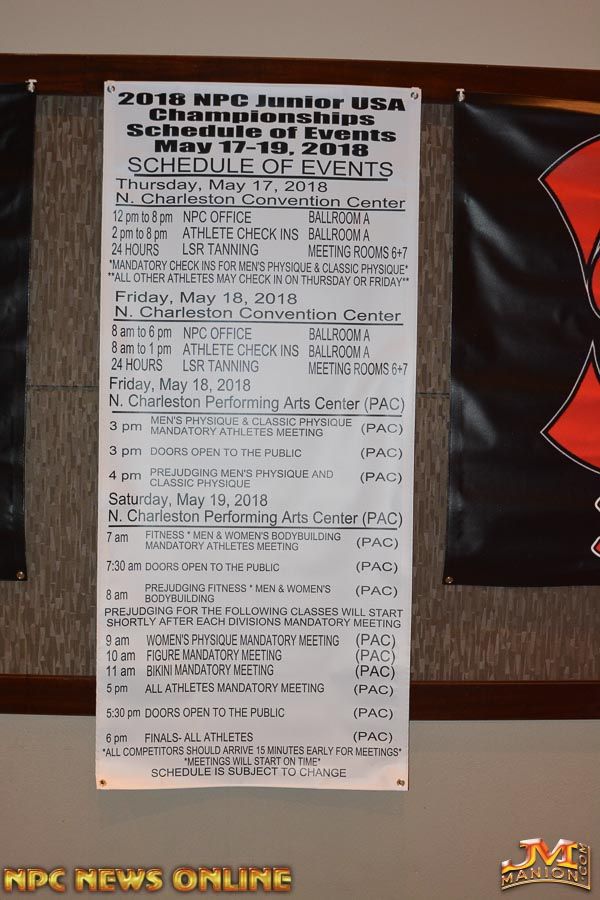 2018 NPC Junior USA
Championships
Schedule of Events
May 17-19, 2018
SCHEDULE OF EVENTS
Thursday, May 17, 2018
N. Charleston Convention Center
12 pm to 8 pm NPC OFFICE BALLROOM A
2 pm to 8 pm ATHLETE CHECK INS BALLROOM A
24 HOURS LSR TANNING MEETING ROOMS 6+7
*MANDATORY CHECK INS FOR MEN'S PHYSIQUE & CLASSIC PHYSIQUE*
**ALL OTHER ATHLETES MAY CHECK IN ON THURSDAY OR FRIDAY**
Friday, May 18, 2018
N. Charleston Convention Center
8 am to 6 pm NPC OFFICE BALLROOM A
8 am to 1 pm ATHLETE CHECK INS BALLROOM A
24 HOURS LSR TANNING MEETING ROOMS 6+7
Friday, May 18, 2018
N. Charleston Performing Arts Center (PAC)
3 pm MEN'S PHYSIQUE & CLASSIC PHYSIQUE
MANDATORY ATHLETES MEETING (PAC)
3 pm DOORS OPEN TO THE PUBLIC (PAC)
4 pm PREJUDGING MEN'S PHYSIQUE AND
CLASSIC PHYSIQUE (PAC)
Saturday, May 19, 2018
N. Charleston Performing Arts Center (PAC)
7 am FITNESS * MEN & WOMEN'S BODYBUILDING
MANDATORY ATHLETES MEETING (PAC)
7:30 am DOORS OPEN TO THE PUBLIC (PAC)
8 am PREJUDGING FITNESS * MEN & WOMEN'S
BODYBUILDING (PAC)
PREJUDGING FOR THE FOLLOWING CLASSES WILL START
SHORTLY AFTER EACH DIVISIONS MANDATORY MEETING
9 am WOMEN'S PHYSIQUE MANDATORY MEETING (PAC)
10 am FIGURE MANDATORY MEETING (PAC)
11 am BIKINI MANDATORY MEETING (PAC)
5 pm ALL ATHLETES MANDATORY MEETING (PAC)
5:30 pm DOORS OPEN TO THE PUBLIC (PAC)
6 pm FINALS- ALL ATHLETES (PAC)
*ALL COMPETITORS SHOULD ARRIVE 15 MINUTES EARLY FOR MEETINGS*
*MEETINGS WILL START ON TIME*
SCHEDULE IS SUBJECT TO CHANGE
NPC NEWS ONLINE
JM
MANION.COM